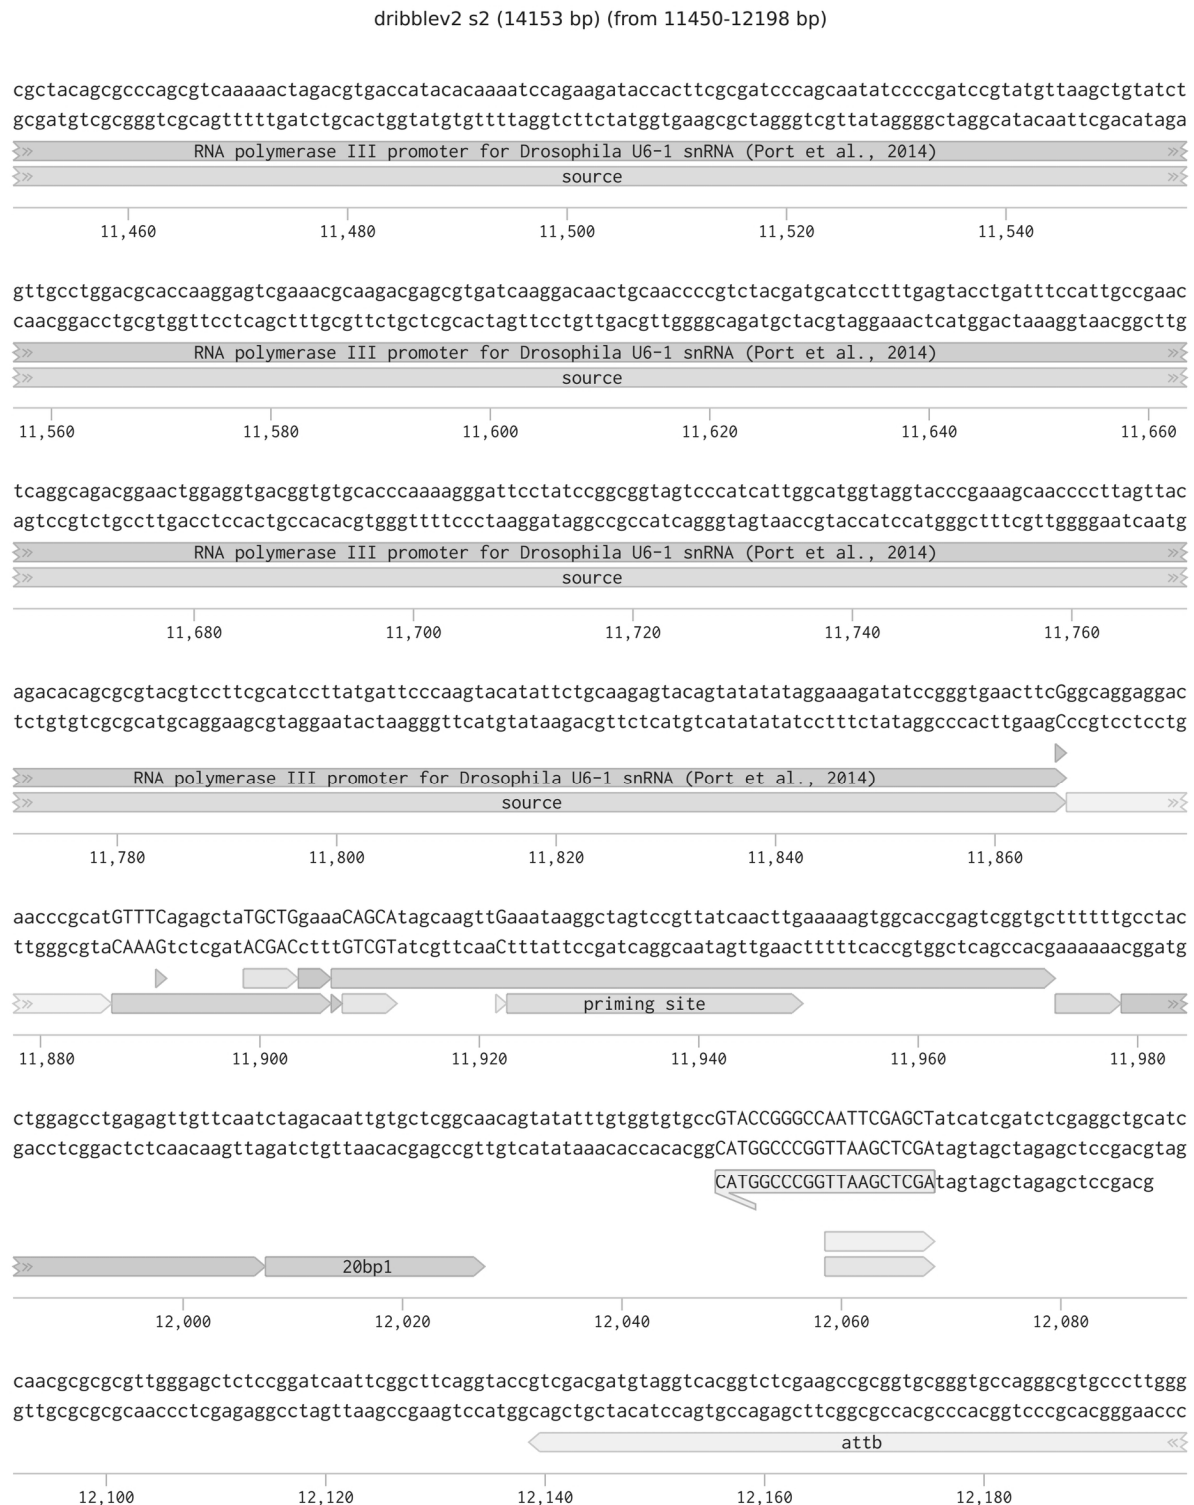 dribblev2 s2 (14153 bp) (from 11450-12198 bp)
cgctacagcgcccagcgtcaaaaactagacgtgaccatacacaaaatccagaagataccacttcgcgatcccagcaatatccccgatccgtatgttaagctgtatct
gcgatgtcgcgggtcgcagtttttgatctgcactggtatgtgttttaggtcttctatggtgaagcgctagggtcgttataggggctaggcatacaattcgacataga
RNA polymerase III promoter for Drosophila U6-1 snRNA (Port et al., 2014)
source
11,460 11,480 11,500 11,520 11,540
gttgcctggacgcaccaaggagtcgaaacgcaagacgagcgtgatcaaggacaactgcaaccccgtctacgatgcatcctttgagtacctgatttccattgccgaac
caacggacctgcgtggttcctcagctttgcgttctgctcgcactagttcctgttgacgttggggcagatgctacgtaggaaactcatggactaaaggtaacggcttg
RNA polymerase III promoter for Drosophila U6-1 snRNA (Port et al., 2014)
source
11,560 11,580 11,600 11,620 11,640 11,660
tcaggcagacggaactggaggtgacggtgtgcacccaaaagggattcctatccggcggtagtcccatcattggcatggtaggtacccgaaagcaaccccttagttac
agtccgtctgccttgacctccactgccacacgtgggttttccctaaggataggccgccatcagggtagtaaccgtaccatccatgggctttcgttggggaatcaatg
RNA polymerase III promoter for Drosophila U6-1 snRNA (Port et al., 2014)
source
11,680 11,700 11,720 11,740 11,760
agacacagcgcgtacgtccttcgcatccttatgattcccaagtacatattctgcaagagtacagtatatataggaaagatatccgggtgaacttcGggcaggaggac
tctgtgtcgcgcatgcaggaagcgtaggaatactaagggttcatgtataagacgttctcatgtcatatatatcctttctataggcccacttgaagCccgtcctcctg
RNA polymerase III promoter for Drosophila U6-1 snRNA (Port et al., 2014)
source
11,780 11,800 11,820 11,840 11,860
aacccgcatGTTTCagagctaTGCTGgaaaCAGCAtagcaagttGaaataaggctagtccgttatcaacttgaaaaagtggcaccgagtcggtgcttttttgcctac
ttgggcgtaCAAAGtctcgatACGACctttGTCGTatcgttcaaCtttattccgatcaggcaatagttgaactttttcaccgtggctcagccacgaaaaaacggatg
priming site
11,880 11,900 11,920 11,940 11,960 11,980
ctggagcctgagagttgttcaatctagacaattgtgctcggcaacagtatatttgtggtgtgccGTACCGGGCCAATTCGAGCTatcatcgatctcgaggctgcatc
gacctcggactctcaacaagttagatctgttaacacgagccgttgtcatataaacaccacacggCATGGCCCGGTTAAGCTCGAtagtagctagagctccgacgtag
CATGGCCCGGTTAAGCTCGAtagtagctagagctccgacg
20bp1
12,000 12,020 12,040 12,060 12,080
caacgcgcgcgttgggagctctccggatcaattcggcttcaggtaccgtcgacgatgtaggtcacggtctcgaagccgcggtgcgggtgccagggcgtgcccttggg
gttgcgcgcgcaaccctcgagaggcctagttaagccgaagtccatggcagctgctacatccagtgccagagcttcggcgccacgcccacggtcccgcacgggaaccc
attb
12,100 12,120 12,140 12,160 12,180